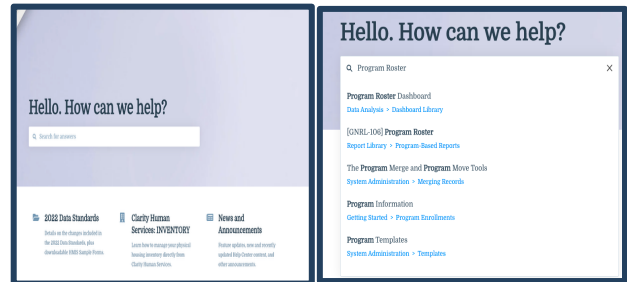 Hello. How can we help?
Search for answers
2022 Data Standards
Details on the changes included in
the 2022 Data Standards, plus
downloadable HMIS Sample Forms.
Clarity Human
Services: INVENTORY
Learn how to manage your physical
housing inventory directly from
Clarity Human Services.
News and
Announcements
Feature updates, new and recently
updated Help Center content, and
other announcements.
Hello. How can we help?
Program Roster X
Program Roster Dashboard
Data Analysis > Dashboard Library
[GNRL-106] Program Roster
Report Library > Program-Based Reports
The Program Merge and Program Move Tools
System Administration > Merging Records
Program Information
Getting Started > Program Enrollments
Program Templates
System Administration > Templates